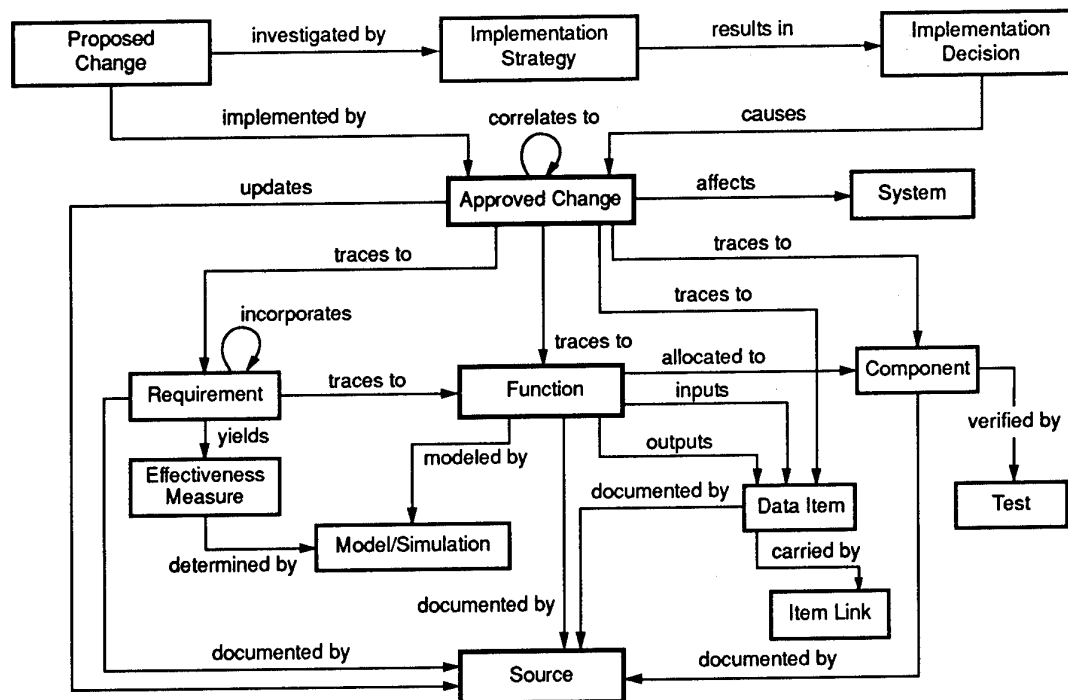 Proposed
Change
investigated by
Implementation
Strategy
results in
Implementation
Decision
implemented by
correlates to
causes
updates
Approved Change
affects
System
traces to
traces to
incorporates
traces to
traces to
Requirement
traces to
Function
allocated to
Component
inputs
yields
modeled by
outputs
verified by
Effectiveness
Measure
documented by
Data Item
Test
determined by
Model/Simulation
carried by
documented by
Item Link
documented by
Source
documented by